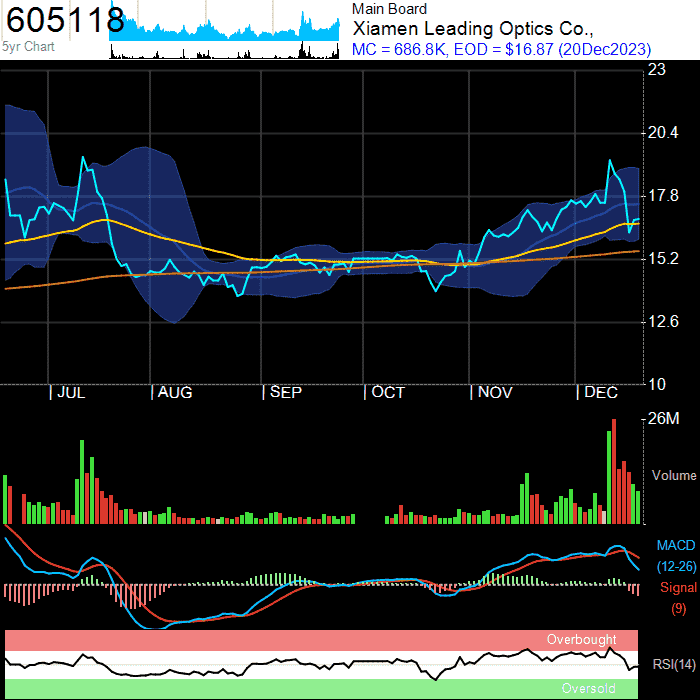 605118
5yr Chart
Main Board
Xiamen Leading Optics Co.,
MC = 686.8K, EOD = $16.87 (20Dec2023)
23
20.4
17.8
15.2
12.6
10
| JUL | AUG | SEP | OCT | NOV | DEC
26M
Volume
MACD
(12-26)
Signal
(9)
Overbought
RSI(14)
Oversold